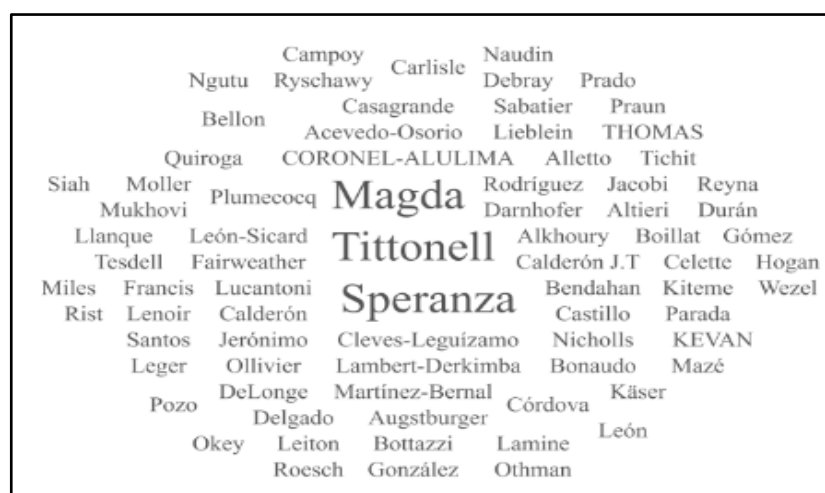 Campoy Carlisle Naudin
Ngutu Ryschawy Debray Prado
Bellon Casagrande Sabatier Praun
Acevedo-Osorio Lieblein THOMAS
Quiroga CORONEL-ALULIMA Alletto Tichit
Siah Moller Plumecocq Magda Rodríguez Jacobi Reyna
Mukhovi Darnhofer Altieri Durán
Llanque León-Sicard Tittonell Alkhoury Boillat Gómez
Tesdell Fairweather Calderón J.T Celette Hogan
Miles Francis Lucantoni Speranza Bendahan Kiteme Wezel
Rist Lenoir Calderón Castillo Parada
Santos Jerónimo Cleves-Leguízamo Nicholls KEVAN
Leger Ollivier Lambert-Derkimba Bonaudo Mazé
Pozo DeLonge Martínez-Bernal Córdova Käser
Delgado Augstburger León
Okey Leiton Bottazzi Lamine
Roesch González Othman